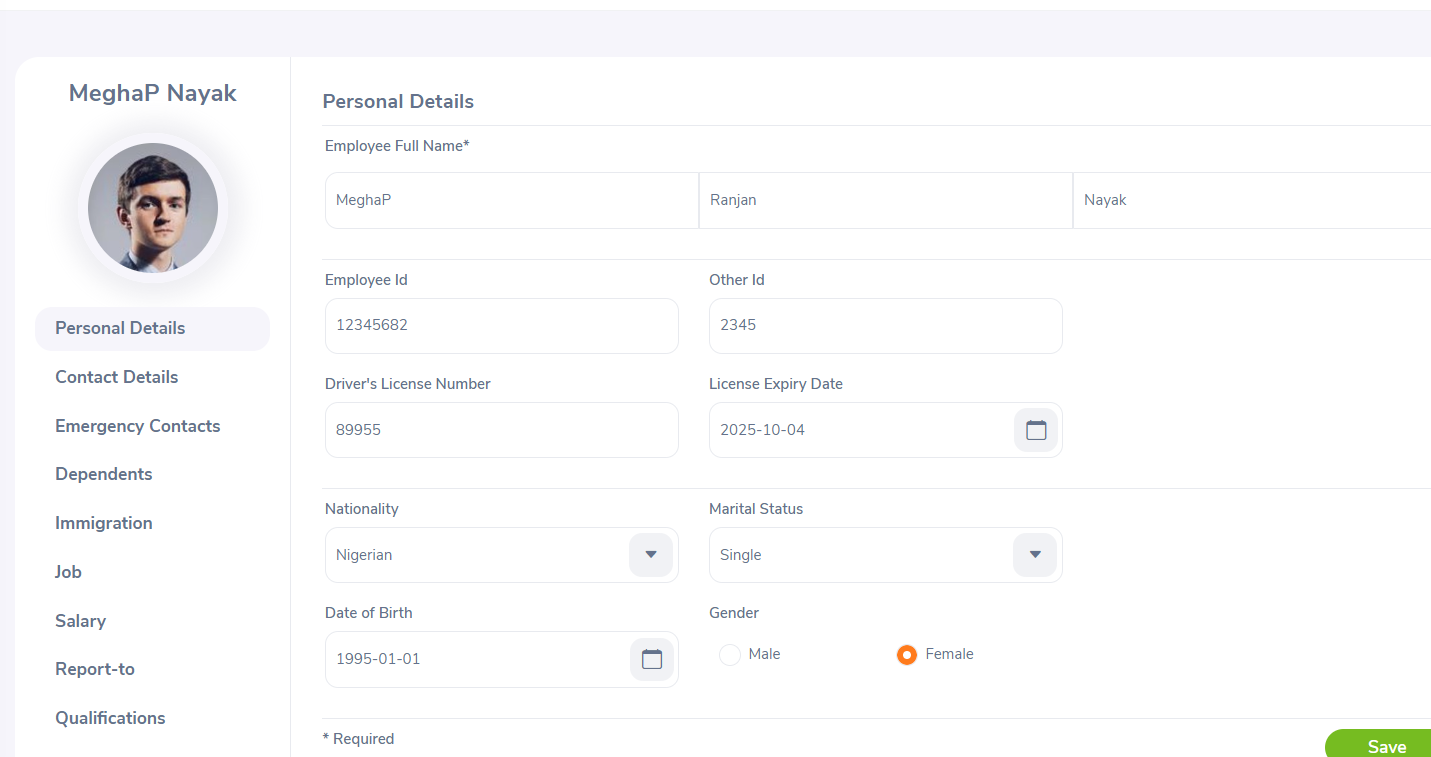 MeghaP Nayak
Personal Details
Contact Details
Emergency Contacts
Dependents
Immigration
Job
Salary
Report-to
Qualifications
Personal Details
Employee Full Name*
MeghaP Ranjan Nayak
Employee Id Other Id
12345682 2345
Driver's License Number License Expiry Date
89955 2025-10-04
Nationality Marital Status
Nigerian Single
Date of Birth Gender
1995-01-01 Male Female
* Required Save